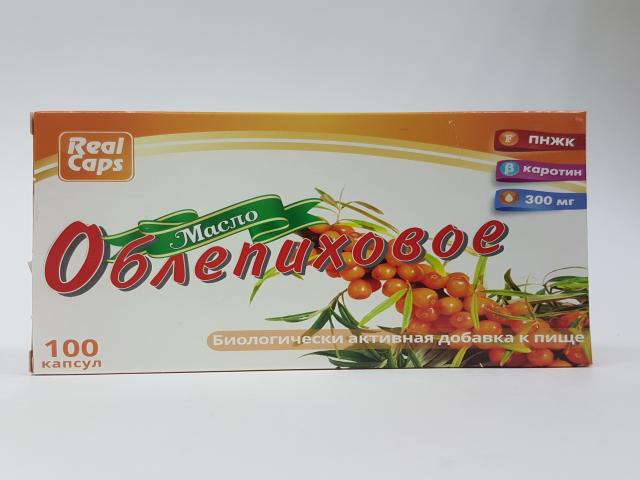 Real
Caps
F ПНЖК
β каротин
300 мг
Масло
Облепиховое
Биологически активная добавка к пище
100
капсул